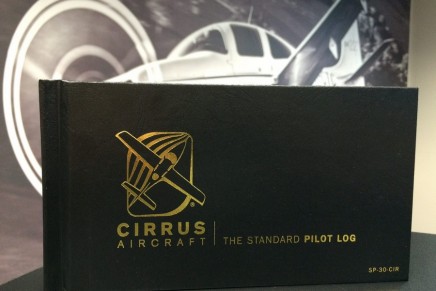 CIRRUS
AIRCRAFT
THE STANDARD PILOT LOG
SP-30-CIR